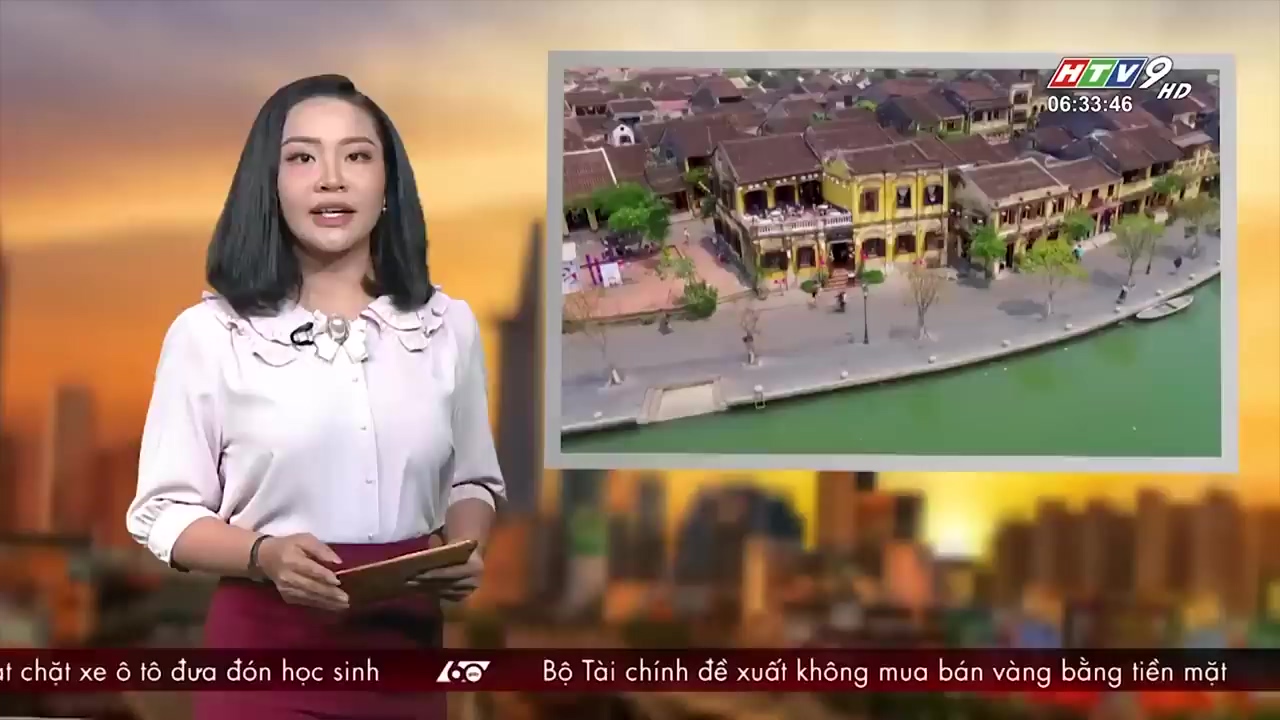 HTV9
HD
06:33:46
chặt xe ô tô đưa đón học sinh
60
Bộ Tài chính đề xuất không mua bán vàng bằng tiền mặt